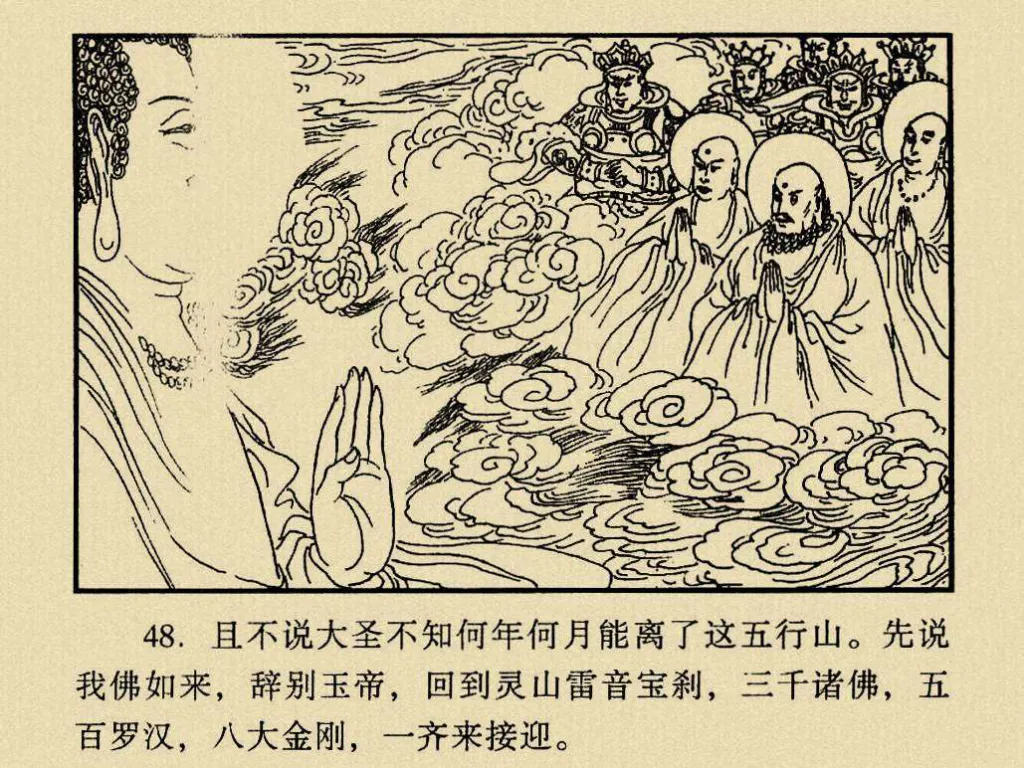 48. 且不说大圣不知何年何月能离了这五行山。先说
我佛如来，辞别玉帝，回到灵山雷音宝刹，三千诸佛，五
百罗汉，八大金刚，一齐来接迎。